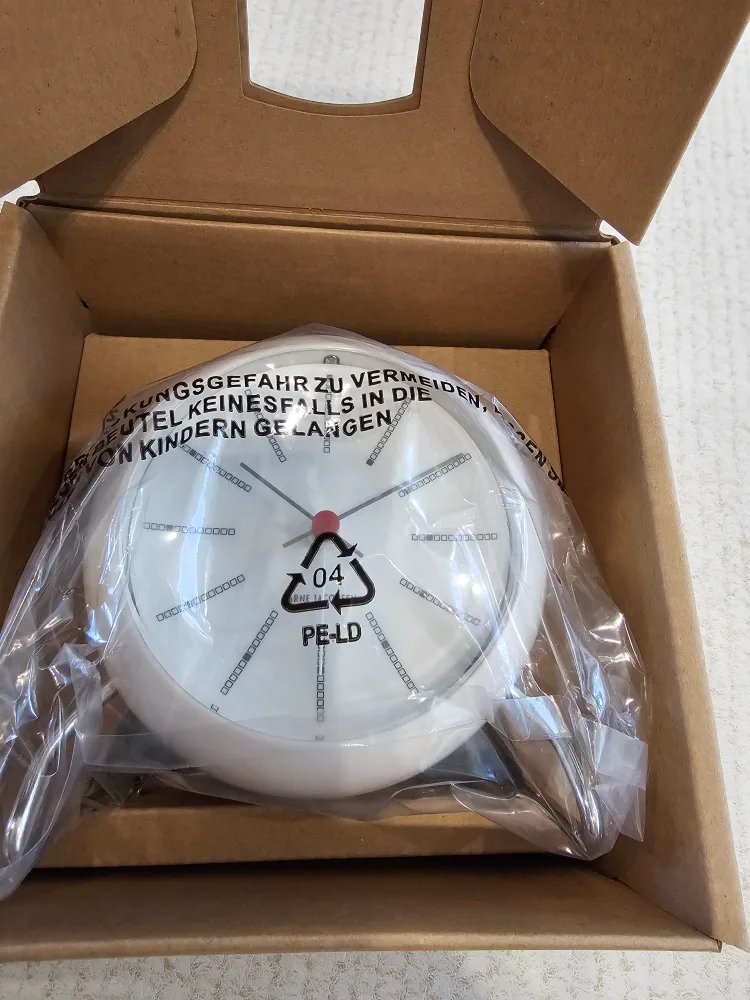 KUNGSGEFAHR ZU VERMEIDEN,
BEUTEL KEINESFALLS IN DIE
VON KINDERN GELANGEN
04
PE-LD